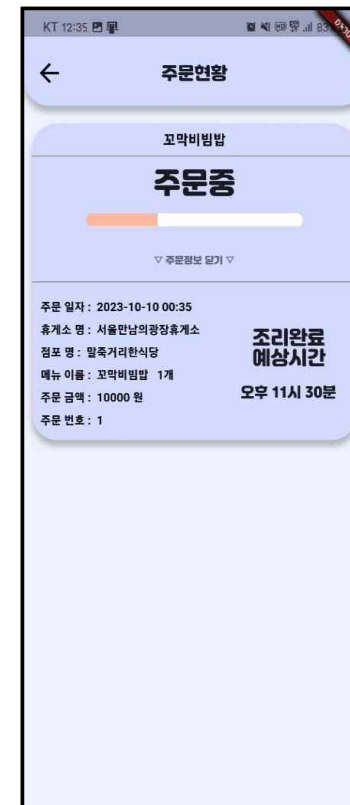 KT 12:35
주문현황
꼬막비빔밥
주문중
▽ 주문정보 닫기 ▽
주문 일자 : 2023-10-10 00:35
휴게소 명 : 서울만남의광장휴게소
점포 명 : 말죽거리한식당
메뉴 이름 : 꼬막비빔밥 1개
주문 금액 : 10000 원
주문 번호 : 1
조리완료
예상시간
오후 11시 30분